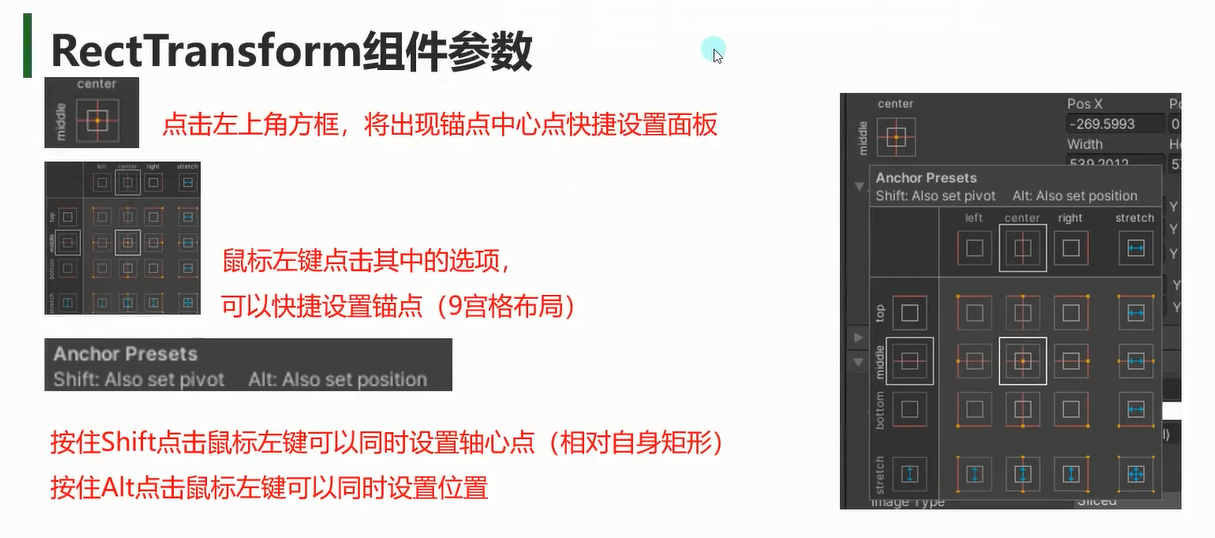 RectTransform组件参数
center
middle
点击左上角方框，将出现锚点中心点快捷设置面板
left center right stretch
top
middle
bottom
stretch
鼠标左键点击其中的选项，
可以快捷设置锚点（9宫格布局）
Anchor Presets
Shift: Also set pivot Alt: Also set position
按住Shift点击鼠标左键可以同时设置轴心点（相对自身矩形）
按住Alt点击鼠标左键可以同时设置位置
center
middle
Pos X
-269.5993 0
Width
539.2012
Anchor Presets
Shift: Also set pivot Alt: Also set position
left center right stretch
top
middle
bottom
stretch
Y
Y
Y
Y
Y
Image Type Sliced